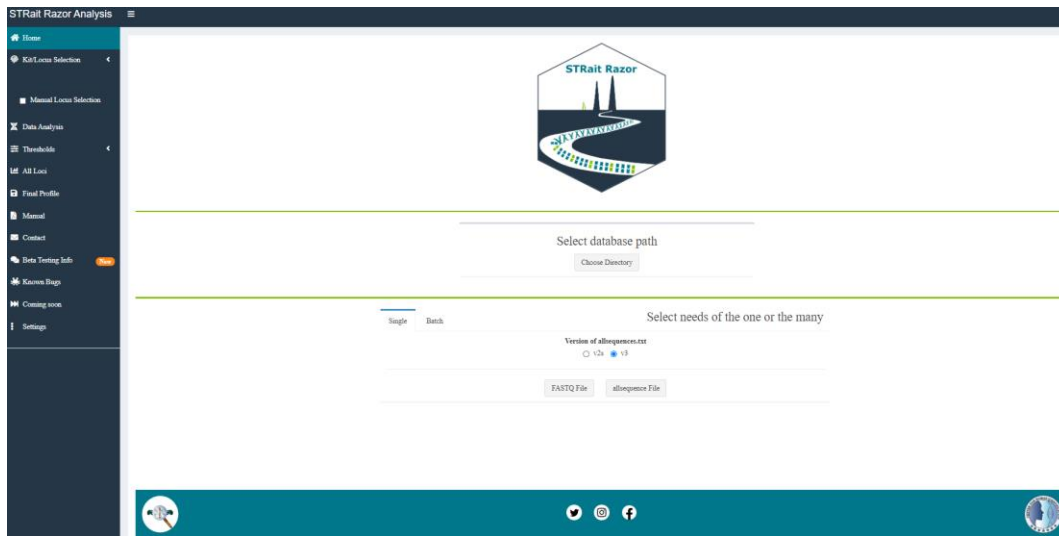 STRait Razor Analysis
Home
Kit/Locus Selection
Manual Locus Selection
Data Analysis
Thresholds
All Loci
Final Profile
Manual
Contact
Beta Testing Info New
Known Bugs
Coming soon
Settings
STRait Razor
Select database path
Choose Directory
Single Batch
Select needs of the one or the many
Version of allsequences.txt
v2s v3
FASTQ File allsequence File